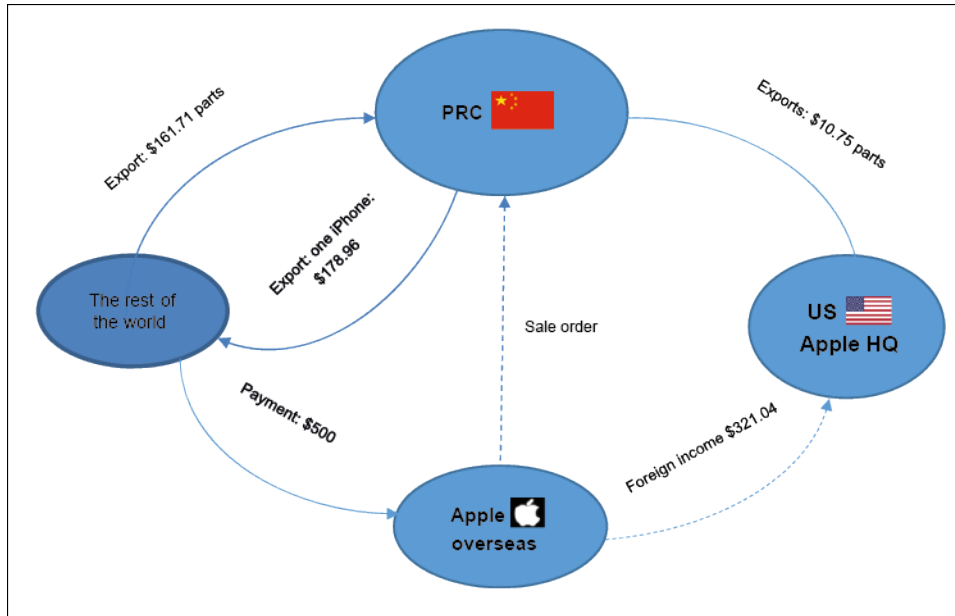 PRC
Export: $161.71 parts
Exports: $10.75 parts
Export: one iPhone:
$178.96
The rest of
the world
Sale order
US
Apple HQ
Payment: $500
Foreign income $321.04
Apple
overseas